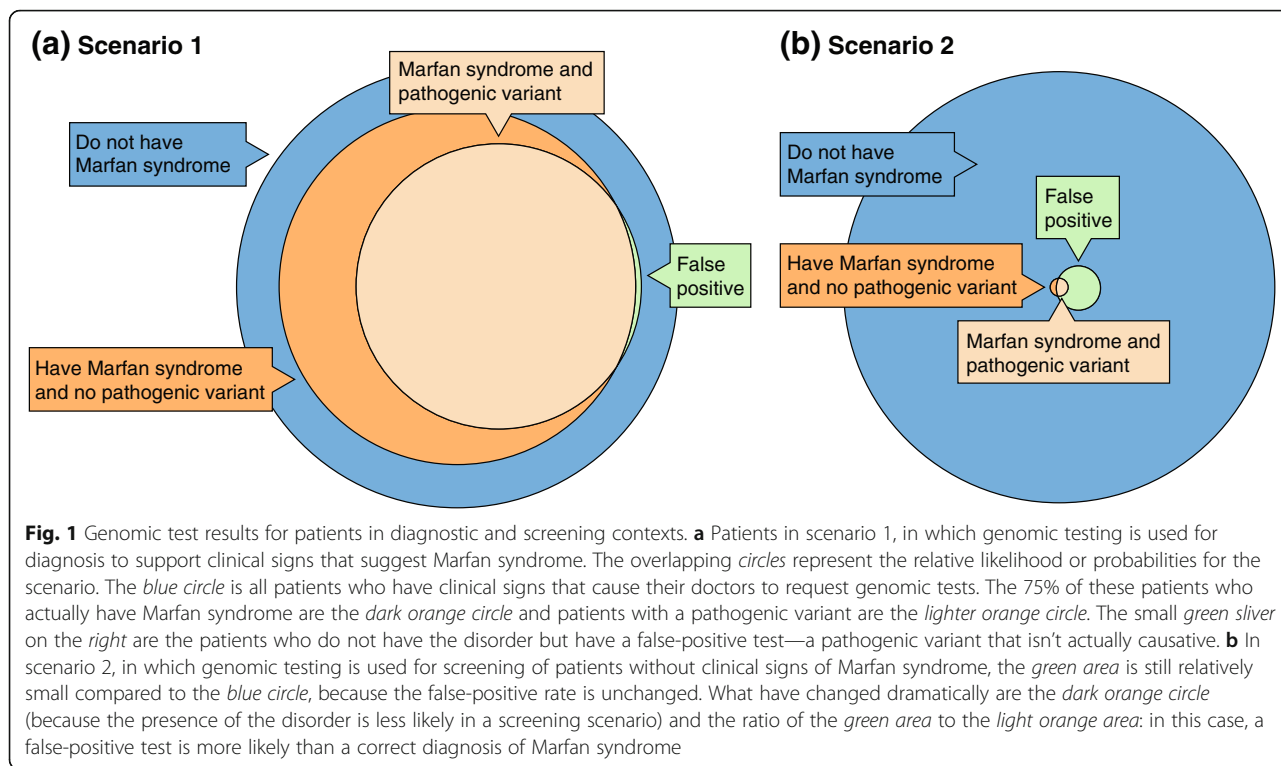 (a) Scenario 1
Marfan syndrome and
pathogenic variant
Do not have
Marfan syndrome
False
positive
Have Marfan syndrome
and no pathogenic variant
(b) Scenario 2
Do not have
Marfan syndrome
False
positive
Have Marfan syndrome
and no pathogenic variant
Marfan syndrome and
pathogenic variant
Fig. 1 Genomic test results for patients in diagnostic and screening contexts. a Patients in scenario 1, in which genomic testing is used for
diagnosis to support clinical signs that suggest Marfan syndrome. The overlapping circles represent the relative likelihood or probabilities for the
scenario. The blue circle is all patients who have clinical signs that cause their doctors to request genomic tests. The 75% of these patients who
actually have Marfan syndrome are the dark orange circle and patients with a pathogenic variant are the lighter orange circle. The small green sliver
on the right are the patients who do not have the disorder but have a false-positive test—a pathogenic variant that isn't actually causative. b In
scenario 2, in which genomic testing is used for screening of patients without clinical signs of Marfan syndrome, the green area is still relatively
small compared to the blue circle, because the false-positive rate is unchanged. What have changed dramatically are the dark orange circle
(because the presence of the disorder is less likely in a screening scenario) and the ratio of the green area to the light orange area: in this case, a
false-positive test is more likely than a correct diagnosis of Marfan syndrome